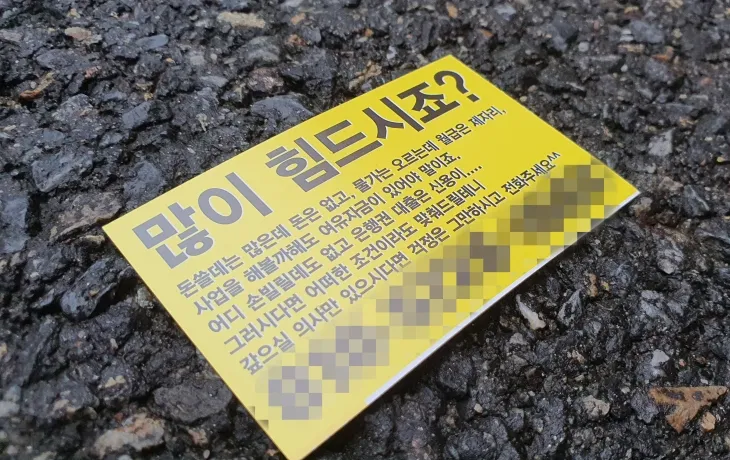 많이 힘드시죠?
돈쓸데는 많은데 돈은 없고, 물가는 오르는데 월급은 제자리,
사업을 해볼까해도 여유자금이 있어야 말이죠.
어디 손빌릴데도 없고 은행권 대출은 신용이....
그러시다면 어떠한 조건이라도 맞춰드릴테니
갚으실 의사만 있으시다면 걱정은 그만하시고 전화주세요^^